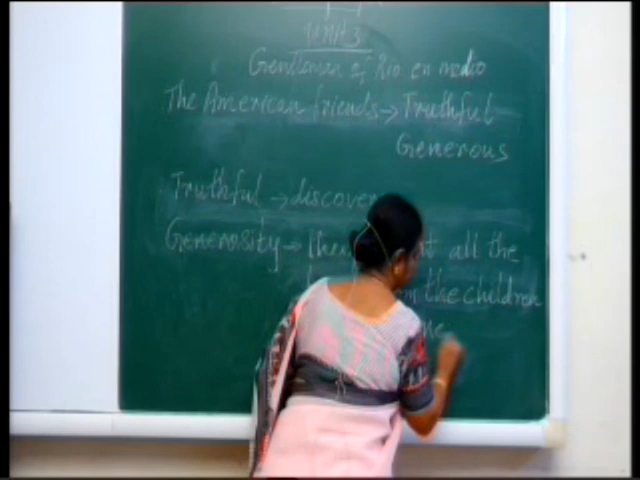 Unit 3
Gentleman of Rio en medio
The American friends → Truthful
Generous
Truthful → discover
Generosity → all the
the children